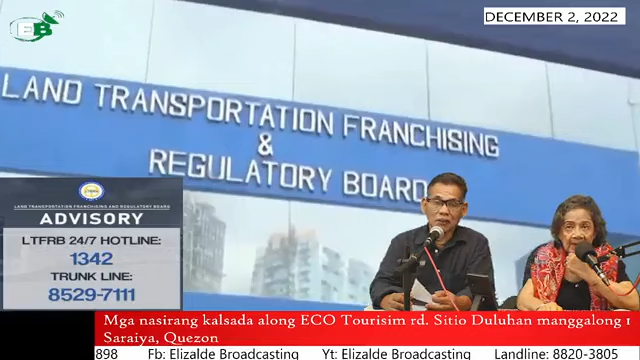 EB
DECEMBER 2, 2022
LAND TRANSPORTATION FRANCHISING
&
REGULATORY BOARD
LAND TRANSPORTATION FRANCHISING AND REGULATORY BOARD
ADVISORY
LTFRB 24/7 HOTLINE:
1342
TRUNK LINE:
8529-7111
Mga nasirang kalsada along ECO Tourisim rd. Sitio Duluhan manggalong
Saraiya, Quezon
898 Fb: Elizalde Broadcasting Yt: Elizalde Broadcasting Landline: 8820-3805